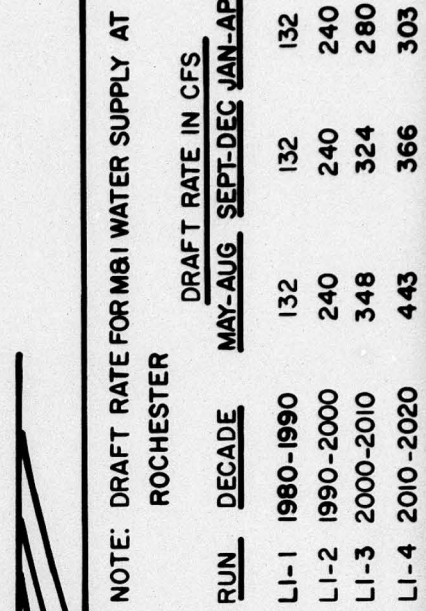 NOTE: DRAFT RATE FOR M&I WATER SUPPLY AT
ROCHESTER
DRAFT RATE IN CFS
RUN DECADE MAY-AUG SEPT-DEC JAN-AP
LI-1 1980-1990 132 132 132
LI-2 1990-2000 240 240 240
LI-3 2000-2010 348 324 280
LI-4 2010-2020 443 366 303